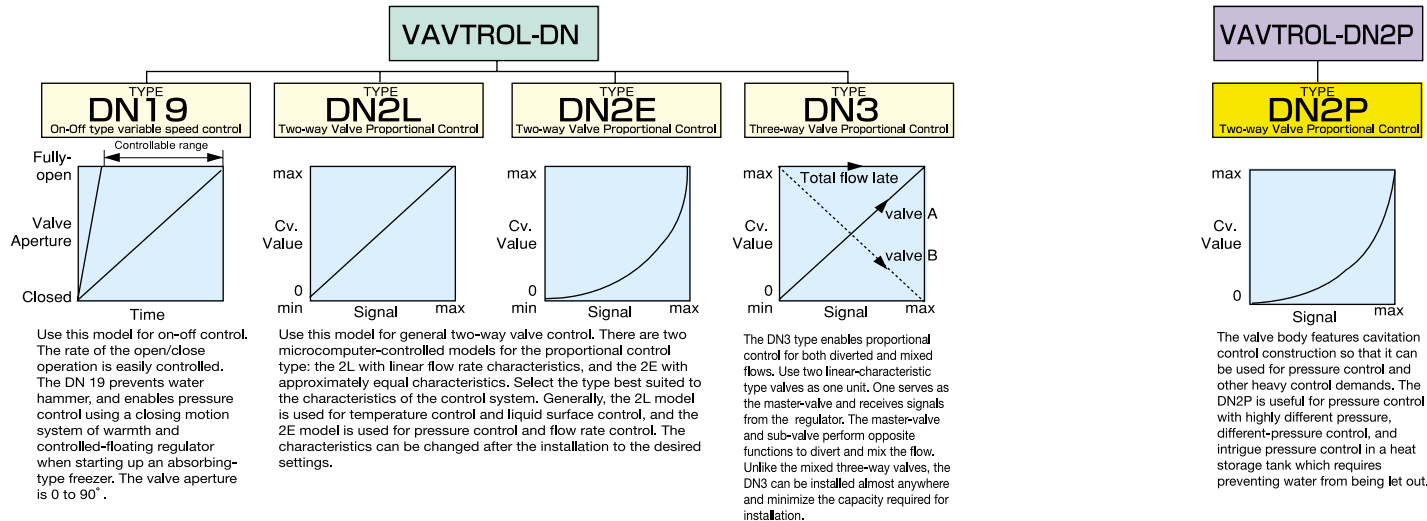 VAVTROL-DN
TYPE
DN19
On-Off type variable speed control
Controllable range
Fully-
open
Valve
Aperture
Closed
Time
Use this model for on-off control.
The rate of the open/close
operation is easily controlled.
The DN 19 prevents water
hammer, and enables pressure
control using a closing motion
system of warmth and
controlled-floating regulator
when starting up an absorbing-
type freezer. The valve aperture
is 0 to 90°.
TYPE
DN2L
Two-way Valve Proportional Control
max
Cv.
Value
0
min
Signal
max
TYPE
DN2E
Two-way Valve Proportional Control
max
Cv.
Value
0
min
Signal
max
Use this model for general two-way valve control. There are two
microcomputer-controlled models for the proportional control
type: the 2L with linear flow rate characteristics, and the 2E with
approximately equal characteristics. Select the type best suited to
the characteristics of the control system. Generally, the 2L model
is used for temperature control and liquid surface control, and the
2E model is used for pressure control and flow rate control. The
characteristics can be changed after the installation to the desired
settings.
TYPE
DN3
Three-way Valve Proportional Control
max
Total flow late
valve A
Cv.
Value
valve B
0
min
Signal
max
The DN3 type enables proportional
control for both diverted and mixed
flows. Use two linear-characteristic
type valves as one unit. One serves as
the master-valve and receives signals
from the regulator. The master-valve
and sub-valve perform opposite
functions to divert and mix the flow.
Unlike the mixed three-way valves, the
DN3 can be installed almost anywhere
and minimize the capacity required for
installation.
VAVTROL-DN2P
TYPE
DN2P
Two-way Valve Proportional Control
max
Cv.
Value
0
Signal
max
The valve body features cavitation
control construction so that it can
be used for pressure control and
other heavy control demands. The
DN2P is useful for pressure control
with highly different pressure,
different-pressure control, and
intrigue pressure control in a heat
storage tank which requires
preventing water from being let out.